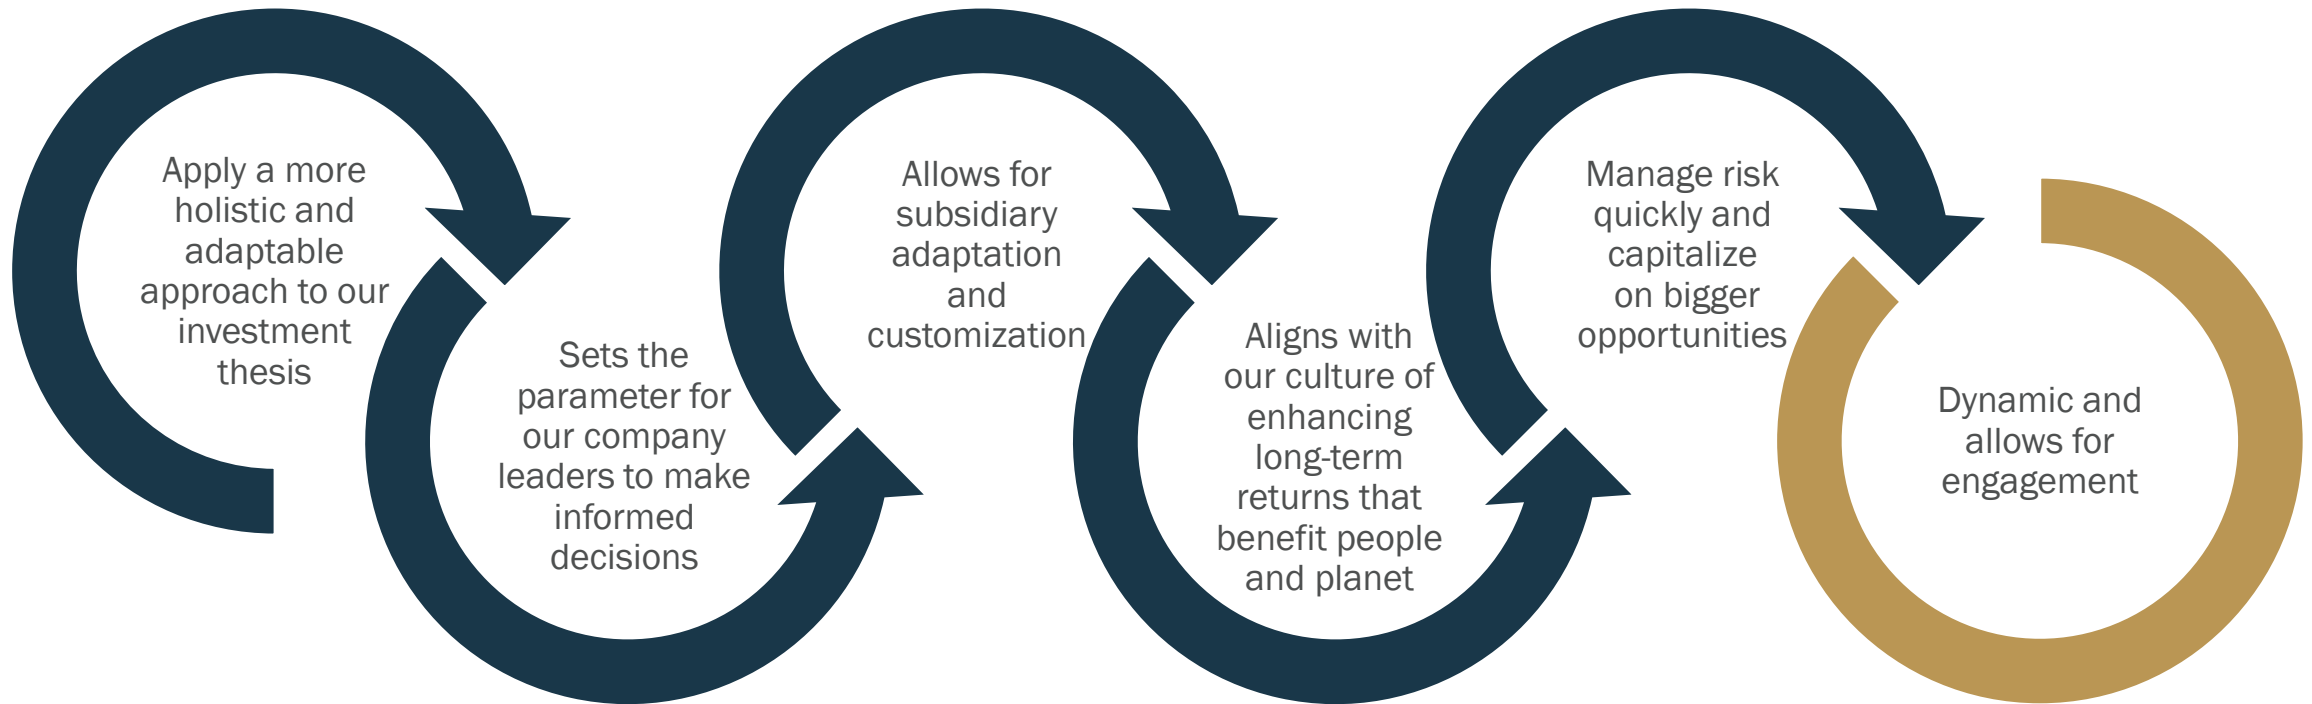 Apply a more
holistic and
adaptable
approach to our
investment
thesis
Sets the
parameter for
our company
leaders to make
informed
decisions
Allows for
subsidiary
adaptation
and
customization
Aligns with
our culture of
enhancing
long-term
returns that
benefit people
and planet
Manage risk
quickly and
capitalize
on bigger
opportunities
Dynamic and
allows for
engagement